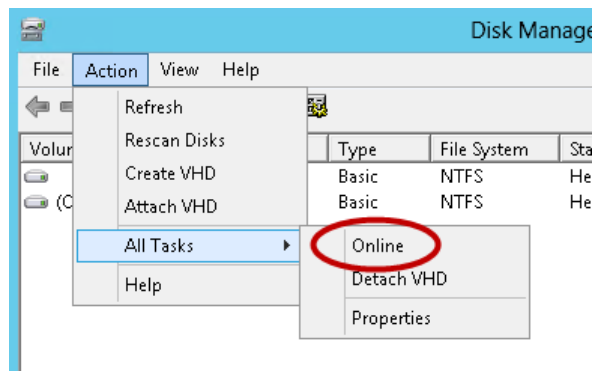 Disk Manage
File Action View Help
Refresh
Rescan Disks
Create VHD
Attach VHD
All Tasks
Help
Online
Detach VHD
Properties
Volur Type File System Sta
Basic NTFS He
(C Basic NTFS He